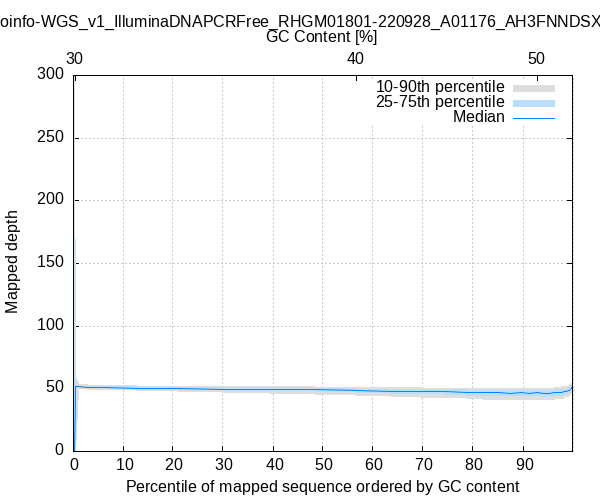 oinfo-WGS_v1_IlluminaDNAPCRFree_RHGM01801-220928_A01176_AH3FNNDSX
GC Content [%]
30 40 50
300
250
200
150
100
50
0
Mapped depth
10-90th percentile
25-75th percentile
Median
0 10 20 30 40 50 60 70 80 90
Percentile of mapped sequence ordered by GC content